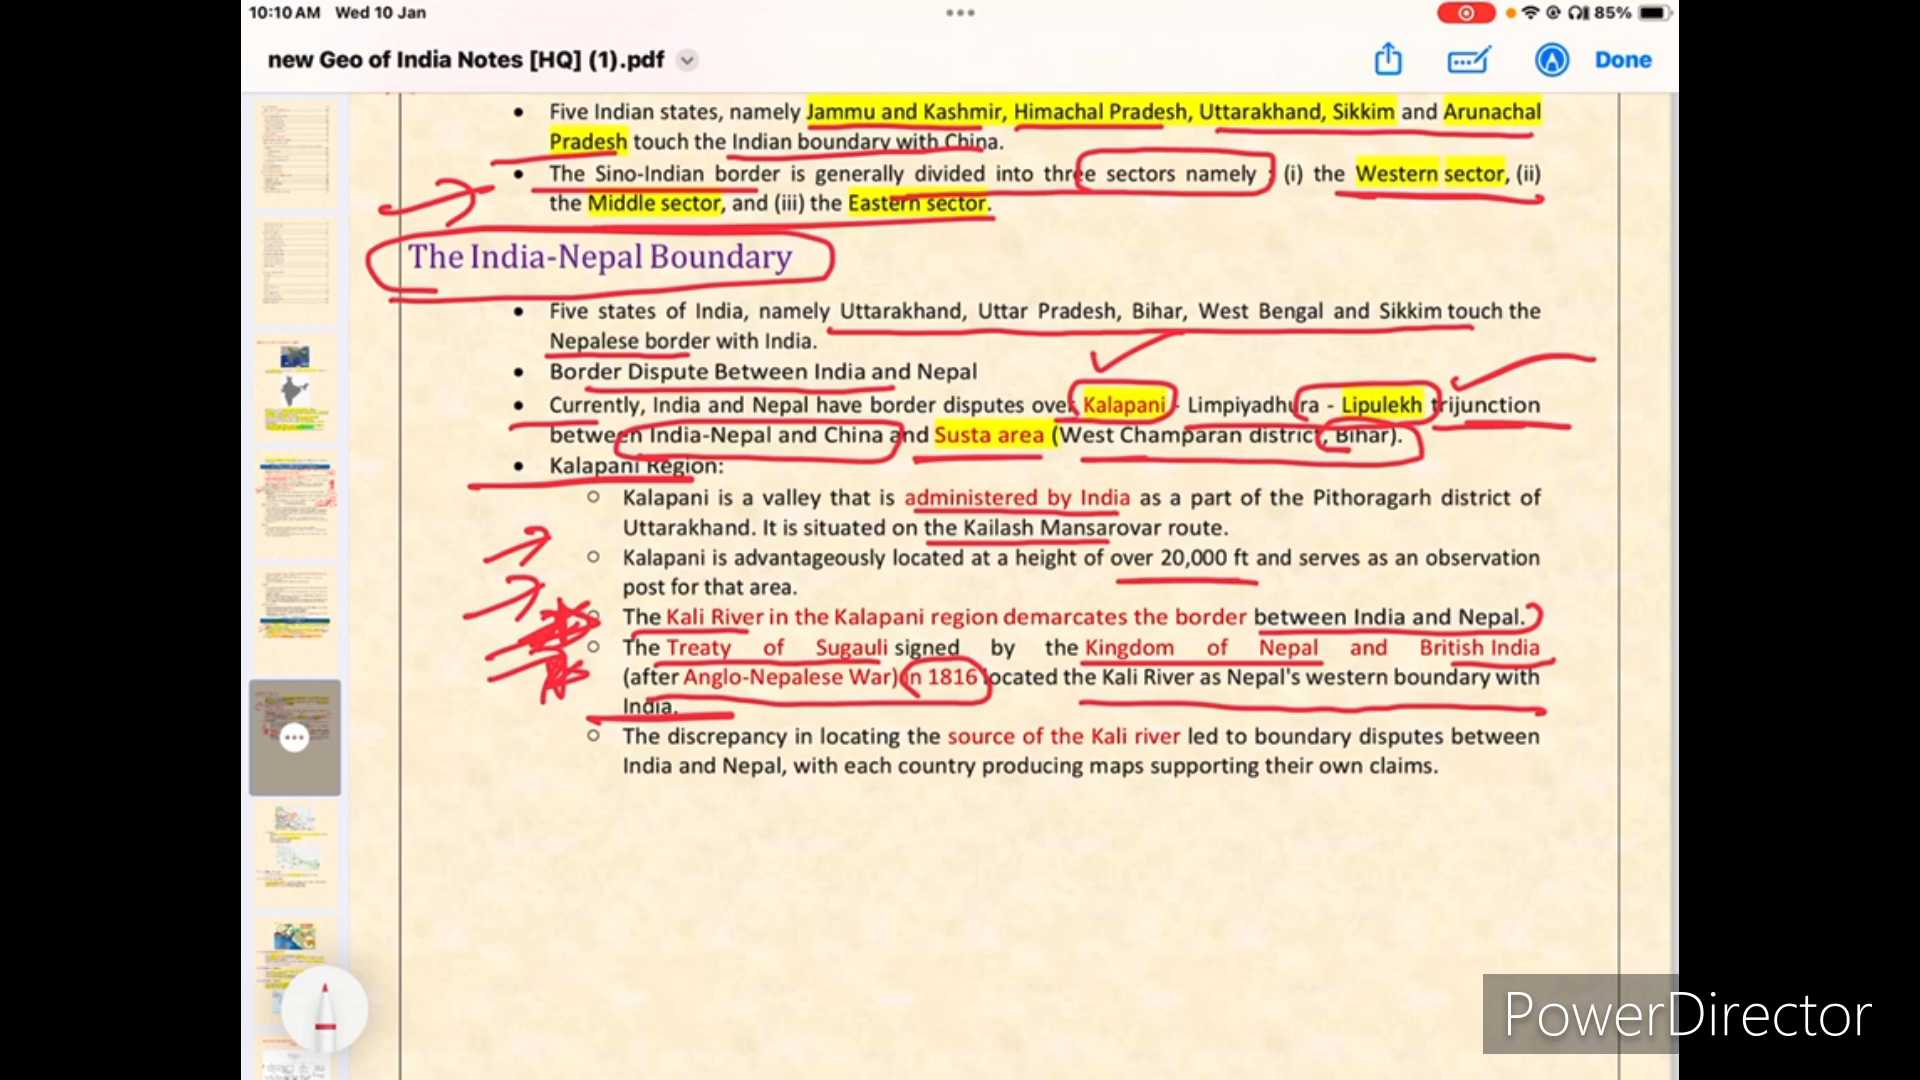 10:10 AM Wed 10 Jan
85%
new Geo of India Notes [HQ] (1).pdf
Done
• Five Indian states, namely Jammu and Kashmir, Himachal Pradesh, Uttarakhand, Sikkim and Arunachal
Pradesh touch the Indian boundary with China.
• The Sino-Indian border is generally divided into three sectors namely : (i) the Western sector, (ii)
the Middle sector, and (iii) the Eastern sector.
The India-Nepal Boundary
• Five states of India, namely Uttarakhand, Uttar Pradesh, Bihar, West Bengal and Sikkim touch the
Nepalese border with India.
• Border Dispute Between India and Nepal
• Currently, India and Nepal have border disputes over Kalapani - Limpiyadhura - Lipulekh trijunction
between India-Nepal and China and Susta area (West Champaran district, Bihar).
• Kalapani Region:
○ Kalapani is a valley that is administered by India as a part of the Pithoragarh district of
Uttarakhand. It is situated on the Kailash Mansarovar route.
○ Kalapani is advantageously located at a height of over 20,000 ft and serves as an observation
post for that area.
○ The Kali River in the Kalapani region demarcates the border between India and Nepal.
○ The Treaty of Sugauli signed by the Kingdom of Nepal and British India
(after Anglo-Nepalese War) in 1816 located the Kali River as Nepal's western boundary with
India.
○ The discrepancy in locating the source of the Kali river led to boundary disputes between
India and Nepal, with each country producing maps supporting their own claims.
PowerDirector